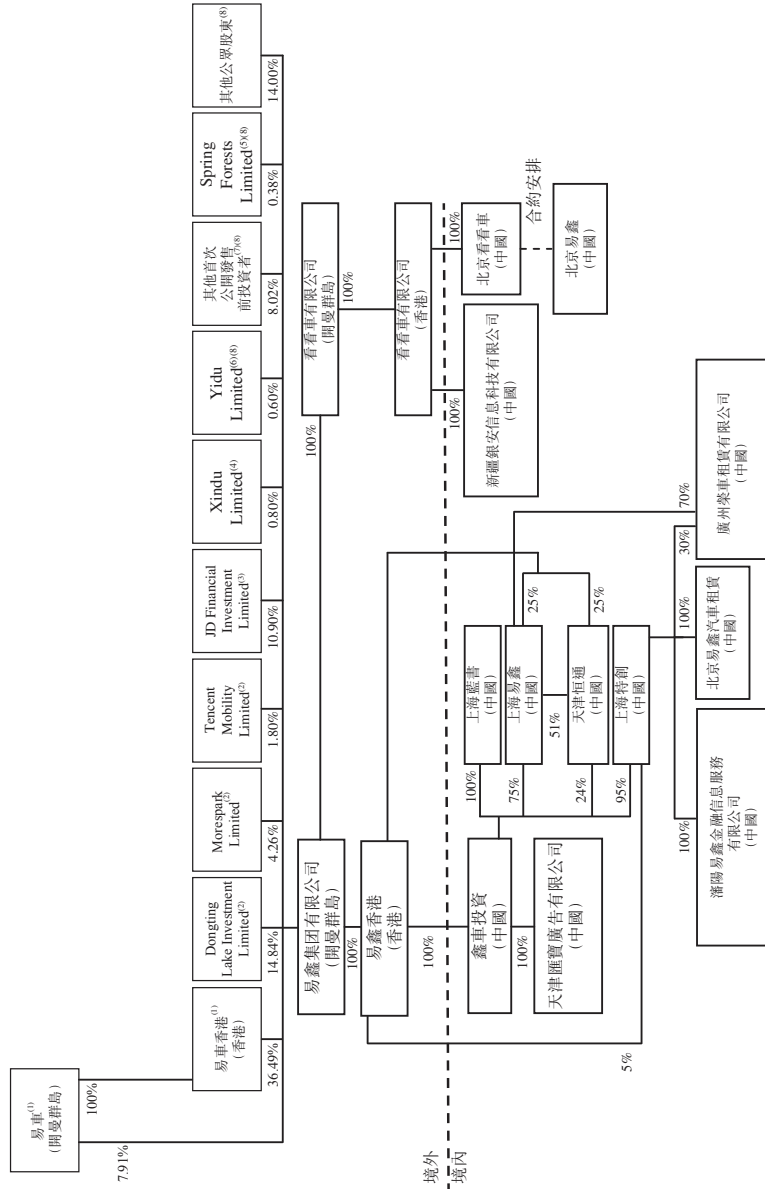 易車(1)
(開曼群島)
100%
7.91%
易車香港(1)
(香港)
36.49%
Dongting
Lake Investment
Limited(2)
14.84%
Morespark
Limited(2)
4.26%
Tencent
Mobility
Limited(2)
1.80%
JD Financial
Investment
Limited(3)
10.90%
Xindu
Limited(4)
0.80%
Yidu
Limited(6)(8)
0.60%
其他首次
公開發售
前投資者(7)(8)
8.02%
Spring
Forests
Limited(5)(8)
0.38%
其他公眾股東(8)
14.00%
易鑫集团有限公司
(開曼群島)
100%
100%
看看車有限公司
(開曼群島)
100%
易鑫香港
(香港)
100%
看看車有限公司
(香港)
100%
100%
境外
境內
5%
鑫車投資
(中國)
100%
天津匯寶廣告有限公司
(中國)
100%
上海藍書
(中國)
75%
上海易鑫
(中國)
25%
51%
24%
天津恒通
(中國)
25%
95%
上海特創
(中國)
新疆銀安信息科技有限公司
(中國)
北京看看車
(中國)
合約安排
北京易鑫
(中國)
100%
瀋陽易鑫金融信息服務
有限公司
(中國)
100%
北京易鑫汽車租賃
(中國)
30%
70%
廣州榮車租賃有限公司
(中國)